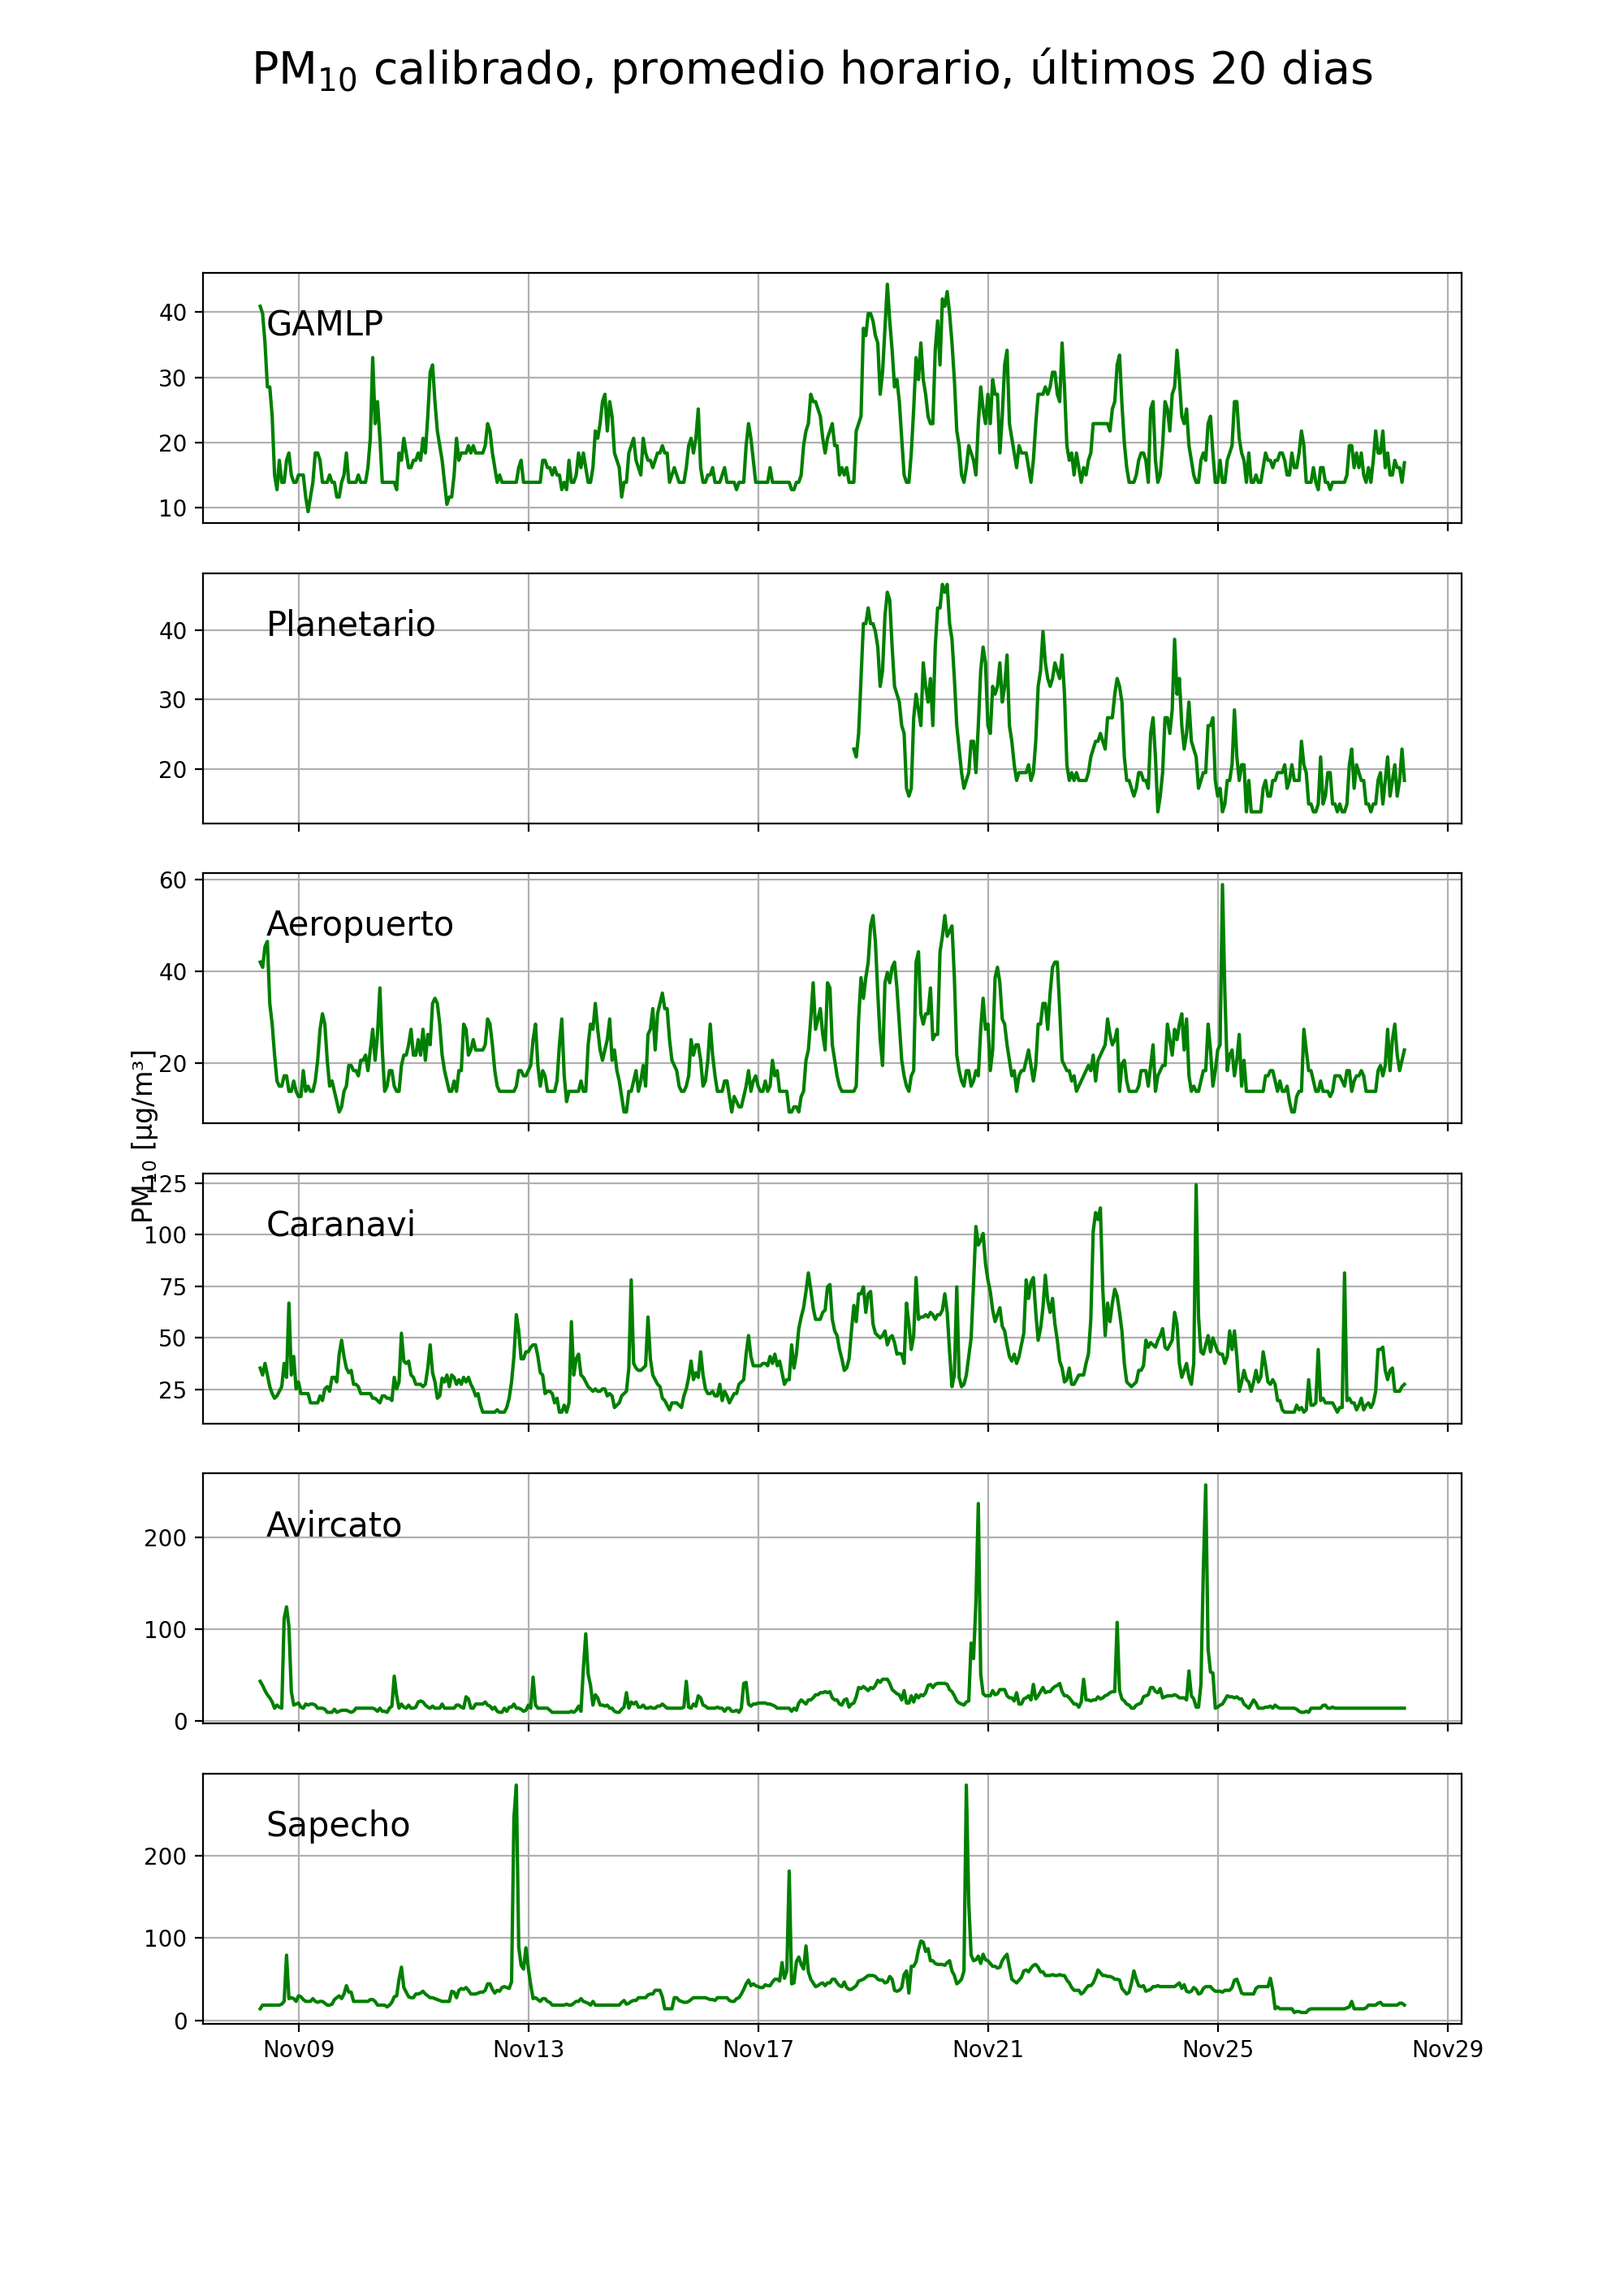 PM₁₀ calibrado, promedio horario, últimos 20 dias
GAMLP
40
30
20
10
Planetario
40
30
20
Aeropuerto
60
40
20
PM₁₀ [µg/m³]
Caranavi
125
100
75
50
25
Avircato
200
100
0
Sapecho
200
100
0
Nov09 Nov13 Nov17 Nov21 Nov25 Nov29